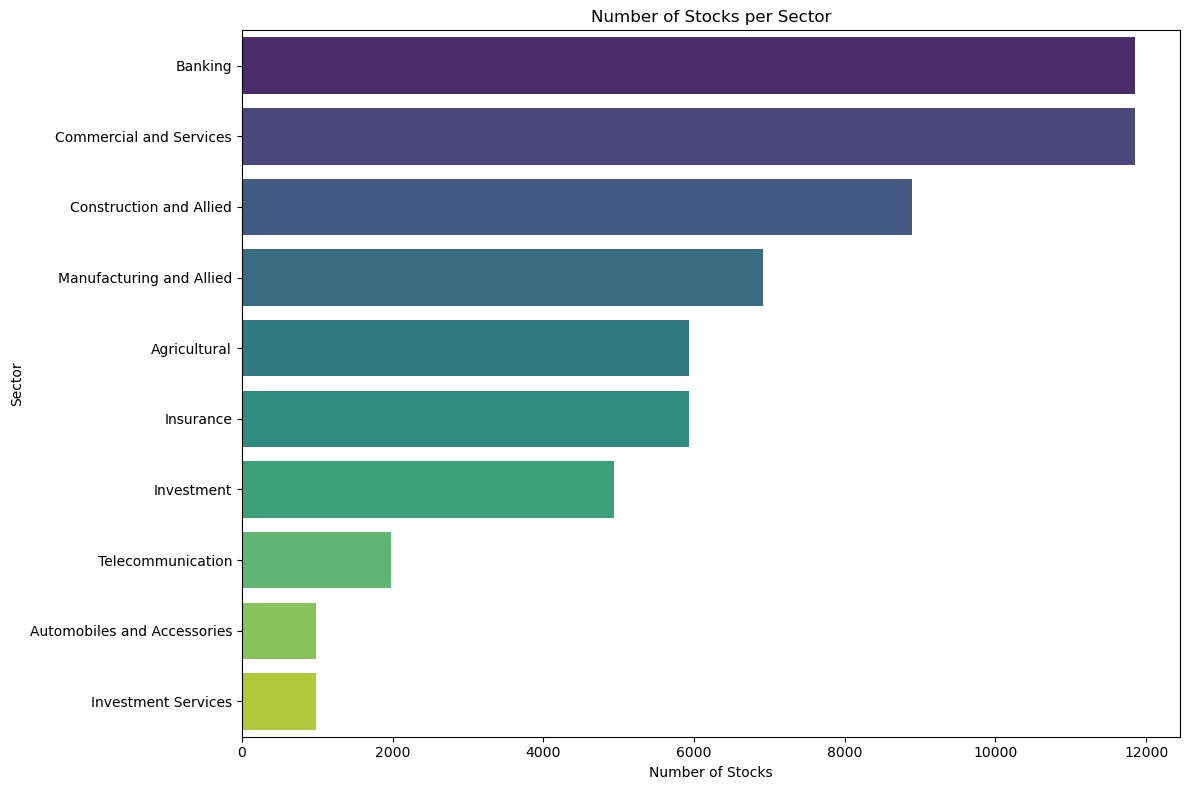 Number of Stocks per Sector
Banking
Commercial and Services
Construction and Allied
Manufacturing and Allied
Agricultural
Insurance
Investment
Telecommunication
Automobiles and Accessories
Investment Services
Sector
0 2000 4000 6000 8000 10000 12000
Number of Stocks